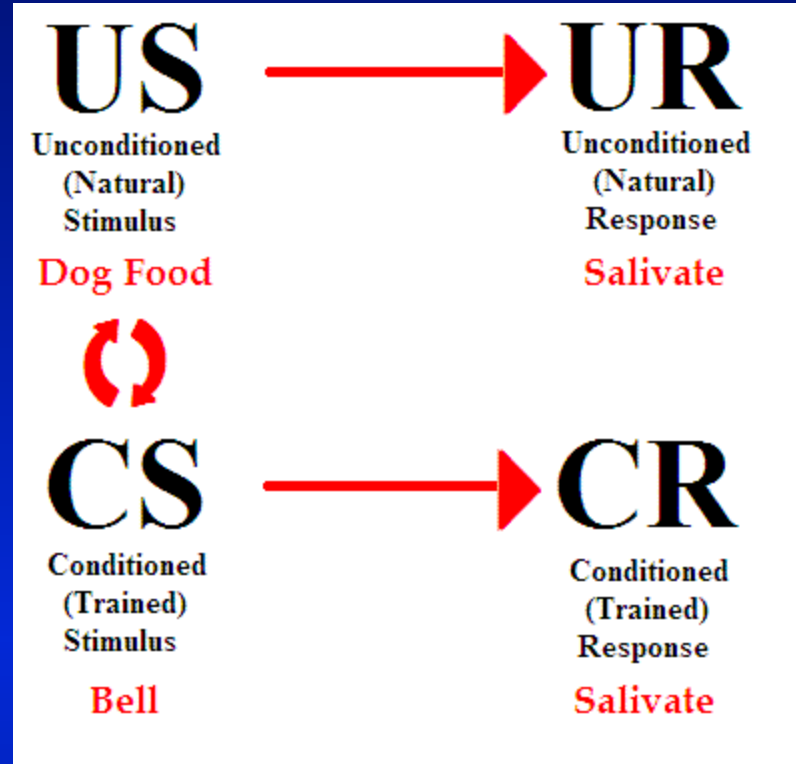 US
Unconditioned
(Natural)
Stimulus
Dog Food
UR
Unconditioned
(Natural)
Response
Salivate
CS
Conditioned
(Trained)
Stimulus
Bell
CR
Conditioned
(Trained)
Response
Salivate